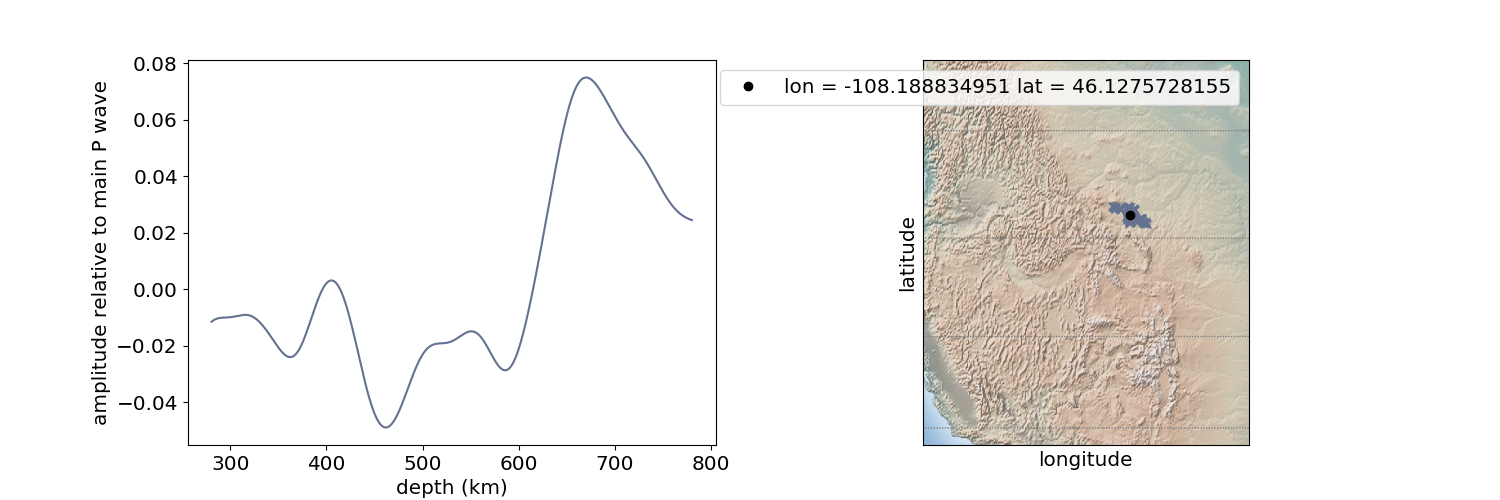 amplitude relative to main P wave
0.08
0.06
0.04
0.02
0.00
−0.02
−0.04
300 400 500 600 700 800
depth (km)
lon = -108.188834951 lat = 46.1275728155
latitude
longitude